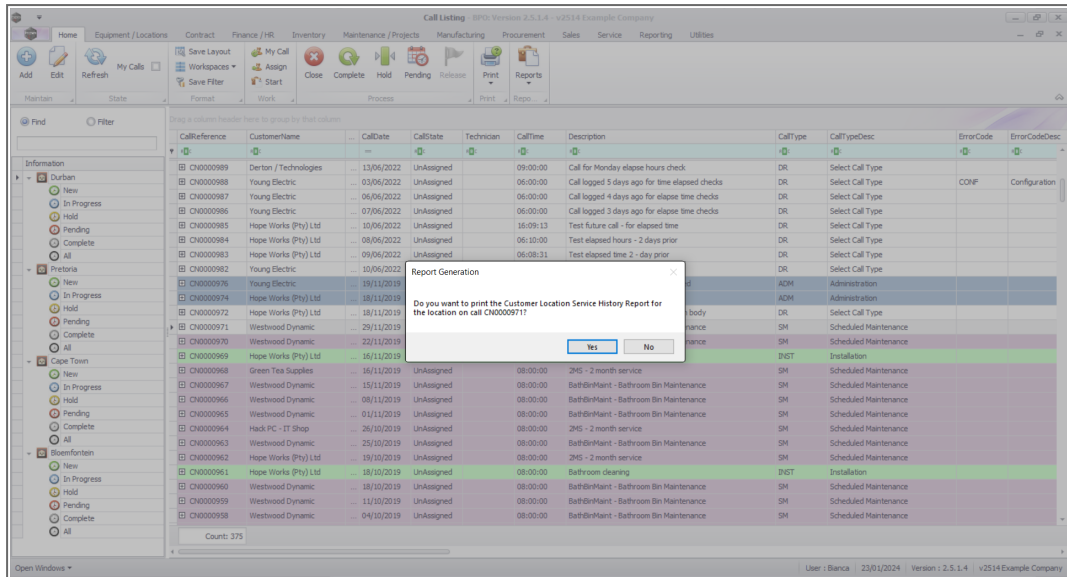 Call Listing - BPO: Version 2.5.1.4 - v2514 Example Company
Home Equipment / Locations Contract Finance / HR Inventory Maintenance / Projects Manufacturing Procurement Sales Service Reporting Utilities
Add Edit Refresh My Calls Save Layout Workspaces Save Filter My Call Assign Start Close Complete Hold Pending Release Print Reports
Maintain State Format Work Process Print Repo...
Find Filter
Drag a column header here to group by that column
CallReference CustomerName ... CallDate CallState Technician CallTime Description CallType CallTypeDesc ErrorCode ErrorCodeDesc
Information
Durban
New
In Progress
Hold
Pending
Complete
All
Pretoria
New
In Progress
Hold
Pending
Complete
All
Cape Town
New
In Progress
Hold
Pending
Complete
All
Bloemfontein
New
In Progress
Hold
Pending
Complete
All
CN0000989 Derton / Technologies ... 13/06/2022 UnAssigned 09:00:00 Call for Monday elapse hours check DR Select Call Type
CN0000988 Young Electric ... 03/06/2022 UnAssigned 06:00:00 Call logged 5 days ago for time elapsed checks DR Select Call Type CONF Configuration
CN0000987 Young Electric ... 06/06/2022 UnAssigned 06:00:00 Call logged 4 days ago for elapse time checks DR Select Call Type
CN0000986 Young Electric ... 07/06/2022 UnAssigned 06:00:00 Call logged 3 days ago for elapse time checks DR Select Call Type
CN0000985 Hope Works (Pty) Ltd ... 10/06/2022 UnAssigned 16:09:13 Test future call - for elapsed time DR Select Call Type
CN0000984 Hope Works (Pty) Ltd ... 08/06/2022 UnAssigned 06:10:00 Test elapsed hours - 2 days prior DR Select Call Type
CN0000983 Hope Works (Pty) Ltd ... 09/06/2022 UnAssigned 06:08:31 Test elapsed time 2 - day prior DR Select Call Type
CN0000982 Young Electric ... 10/06/2022 DR Select Call Type
CN0000976 Young Electric ... 19/11/2019 d ADM Administration
CN0000974 Hope Works (Pty) Ltd ... 18/11/2019 ADM Administration
CN0000972 Hope Works (Pty) Ltd ... 18/11/2019 body DR Select Call Type
CN0000971 Westwood Dynamic ... 29/11/2019 nance SM Scheduled Maintenance
CN0000970 Westwood Dynamic ... 22/11/2019 nance SM Scheduled Maintenance
CN0000969 Hope Works (Pty) Ltd ... 16/11/2019 INST Installation
CN0000968 Green Tea Supplies ... 16/11/2019 UnAssigned 08:00:00 2MS - 2 month service SM Scheduled Maintenance
CN0000967 Westwood Dynamic ... 15/11/2019 UnAssigned 08:00:00 BathBinMaint - Bathroom Bin Maintenance SM Scheduled Maintenance
CN0000966 Westwood Dynamic ... 08/11/2019 UnAssigned 08:00:00 BathBinMaint - Bathroom Bin Maintenance SM Scheduled Maintenance
CN0000965 Westwood Dynamic ... 01/11/2019 UnAssigned 08:00:00 BathBinMaint - Bathroom Bin Maintenance SM Scheduled Maintenance
CN0000964 Hack PC - IT Shop ... 26/10/2019 UnAssigned 08:00:00 2MS - 2 month service SM Scheduled Maintenance
CN0000963 Westwood Dynamic ... 25/10/2019 UnAssigned 08:00:00 BathBinMaint - Bathroom Bin Maintenance SM Scheduled Maintenance
CN0000962 Westwood Dynamic ... 19/10/2019 UnAssigned 08:00:00 2MS - 2 month service SM Scheduled Maintenance
CN0000961 Hope Works (Pty) Ltd ... 18/10/2019 UnAssigned 08:00:00 Bathroom cleaning INST Installation
CN0000960 Westwood Dynamic ... 18/10/2019 UnAssigned 08:00:00 BathBinMaint - Bathroom Bin Maintenance SM Scheduled Maintenance
CN0000959 Westwood Dynamic ... 11/10/2019 UnAssigned 08:00:00 BathBinMaint - Bathroom Bin Maintenance SM Scheduled Maintenance
CN0000958 Westwood Dynamic ... 04/10/2019 UnAssigned 08:00:00 BathBinMaint - Bathroom Bin Maintenance SM Scheduled Maintenance
Count: 375
Report Generation
Do you want to print the Customer Location Service History Report for
the location on call CN0000971?
Yes No
Open Windows
User : Bianca 23/01/2024 Version : 2.5.1.4 v2514 Example Company